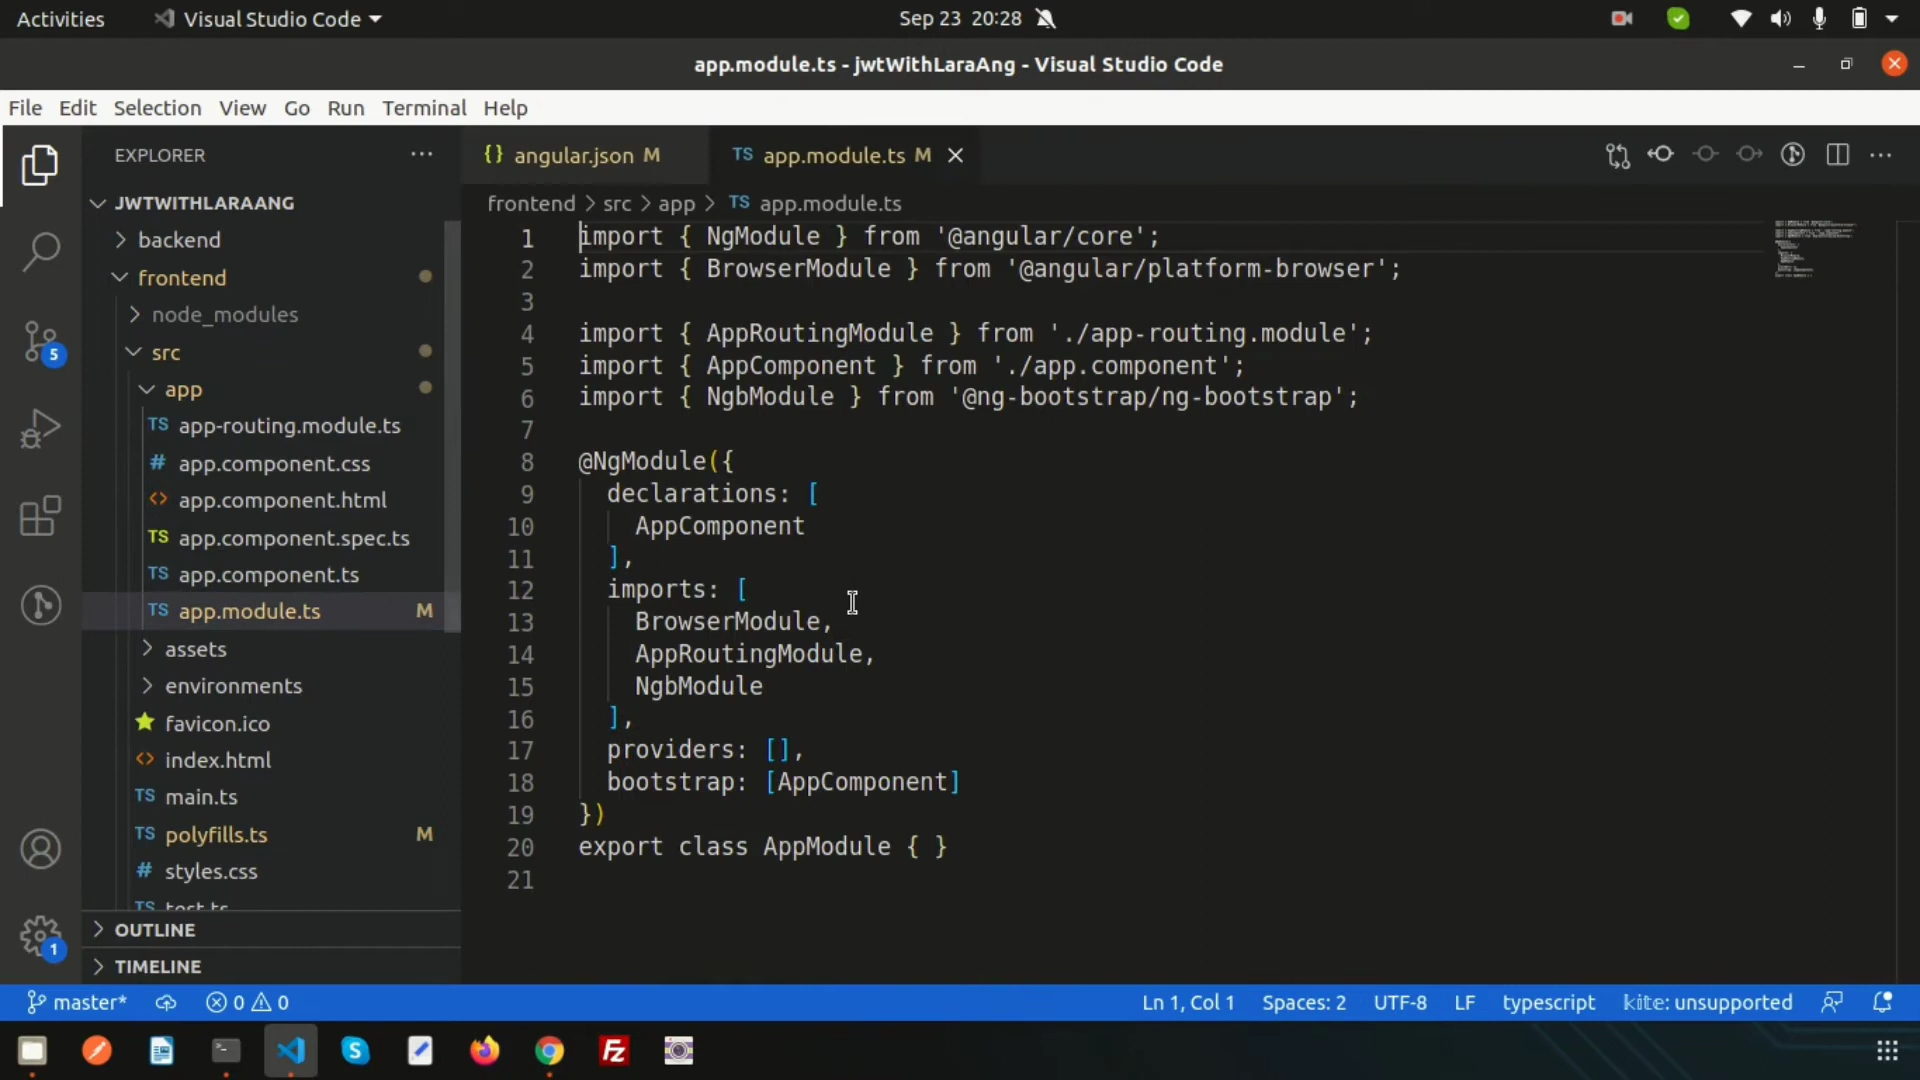 Activities
Visual Studio Code
Sep 23 20:28
app.module.ts - jwtWithLaraAng - Visual Studio Code
File Edit Selection View Go Run Terminal Help
EXPLORER
JWTWITHLARAANG
backend
frontend
node_modules
src
app
TS app-routing.module.ts
# app.component.css
<> app.component.html
TS app.component.spec.ts
TS app.component.ts
TS app.module.ts M
assets
environments
favicon.ico
<> index.html
TS main.ts
TS polyfills.ts M
# styles.css
TS test.ts
OUTLINE
TIMELINE
5
1
{} angular.json M
TS app.module.ts M
frontend > src > app > TS app.module.ts
1 import { NgModule } from '@angular/core';
2 import { BrowserModule } from '@angular/platform-browser';
3
4 import { AppRoutingModule } from './app-routing.module';
5 import { AppComponent } from './app.component';
6 import { NgbModule } from '@ng-bootstrap/ng-bootstrap';
7
8 @NgModule({
9 declarations: [
10 AppComponent
11 ],
12 imports: [
13 BrowserModule,
14 AppRoutingModule,
15 NgbModule
16 ],
17 providers: [],
18 bootstrap: [AppComponent]
19 })
20 export class AppModule { }
21
master* 0 0
Ln 1, Col 1 Spaces: 2 UTF-8 LF typescript kite: unsupported